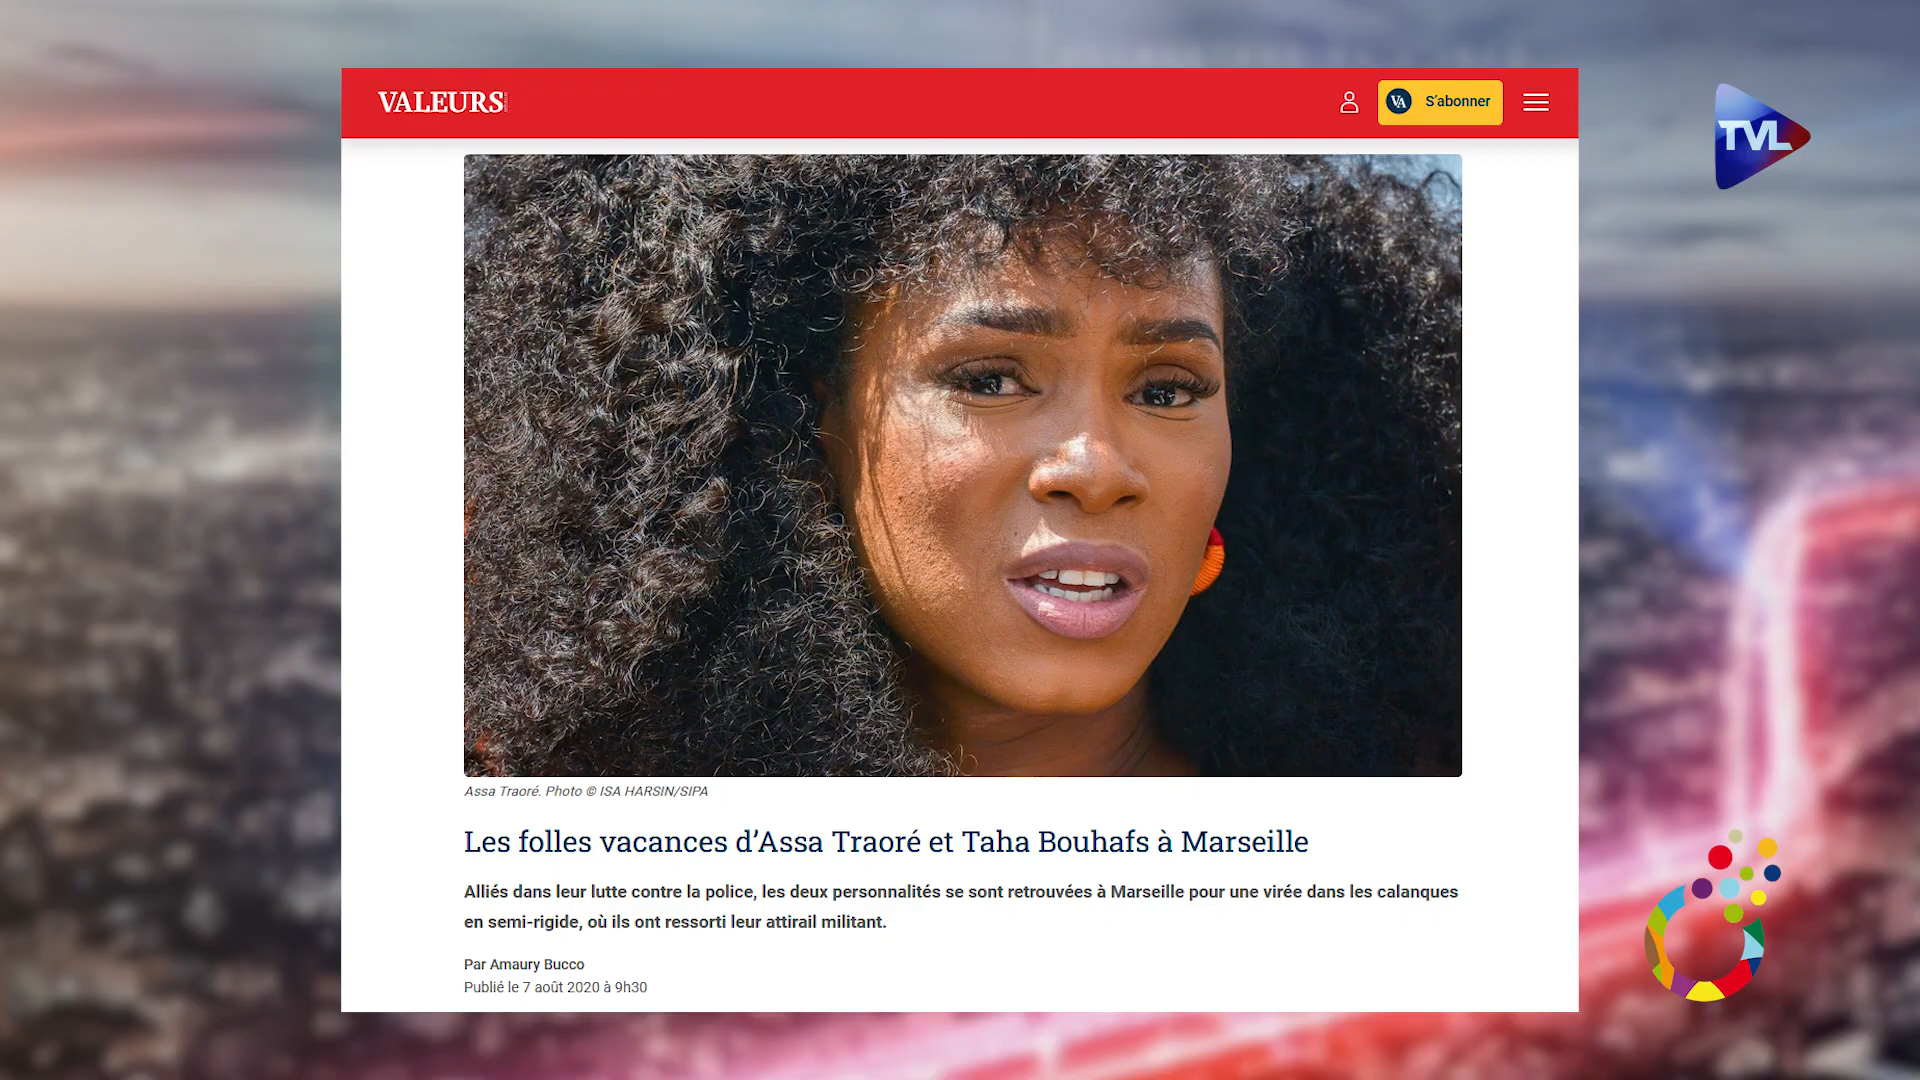 VALEURS
VA S'abonner
TVL
Assa Traoré. Photo © ISA HARSIN/SIPA
Les folles vacances d’Assa Traoré et Taha Bouhafs à Marseille
Alliés dans leur lutte contre la police, les deux personnalités se sont retrouvées à Marseille pour une virée dans les calanques
en semi-rigide, où ils ont ressorti leur attirail militant.
Par Amaury Bucco
Publié le 7 août 2020 à 9h30